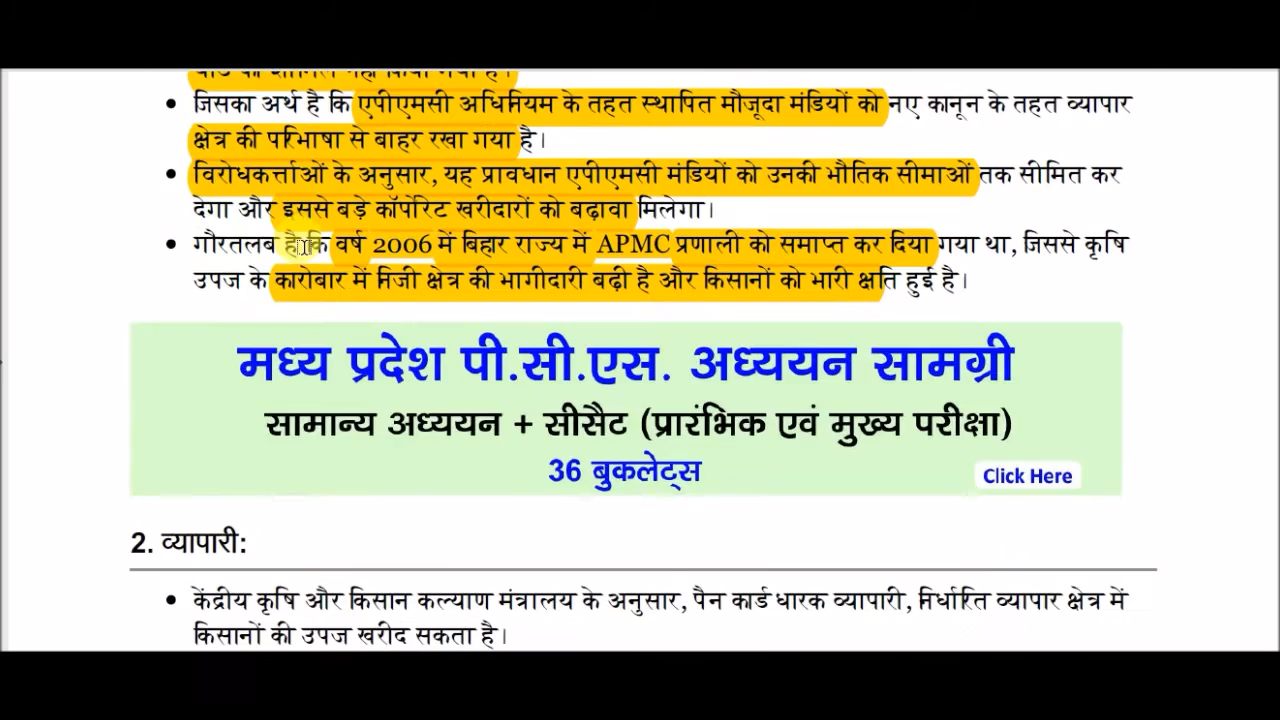 जिसका अर्थ है कि एपीएमसी अधिनियम के तहत स्थापित मौजूदा मंडियों को नए कानून के तहत व्यापार
क्षेत्र की परिभाषा से बाहर रखा गया है।
विरोधकर्त्ताओं के अनुसार, यह प्रावधान एपीएमसी मंडियों को उनकी भौतिक सीमाओं तक सीमित कर
देगा और इससे बड़े कॉर्पोरेट खरीदारों को बढ़ावा मिलेगा।
गौरतलब है कि वर्ष 2006 में बिहार राज्य में APMC प्रणाली को समाप्त कर दिया गया था, जिससे कृषि
उपज के कारोबार में निजी क्षेत्र की भागीदारी बढ़ी है और किसानों को भारी क्षति हुई है।
मध्य प्रदेश पी.सी.एस. अध्ययन सामग्री
सामान्य अध्ययन + सीसैट (प्रारंभिक एवं मुख्य परीक्षा)
36 बुकलेट्स
Click Here
2. व्यापारी:
केंद्रीय कृषि और किसान कल्याण मंत्रालय के अनुसार, पैन कार्ड धारक व्यापारी, निर्धारित व्यापार क्षेत्र में
किसानों की उपज खरीद सकता है।